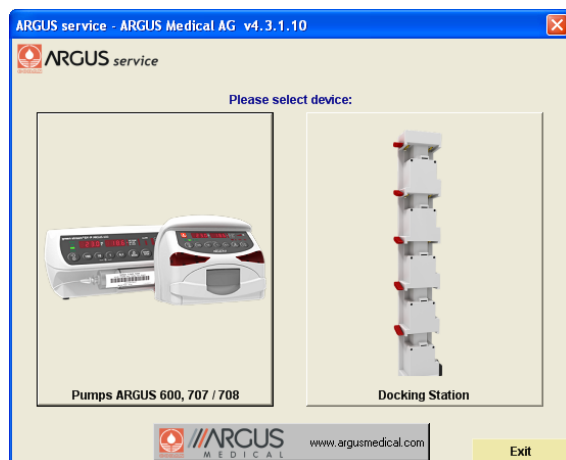 ARGUS service - ARGUS Medical AG v4.3.1.10
ARGUS service
Please select device:
Pumps ARGUS 600, 707 / 708
Docking Station
ARGUS
MEDICAL
www.argusmedical.com
Exit